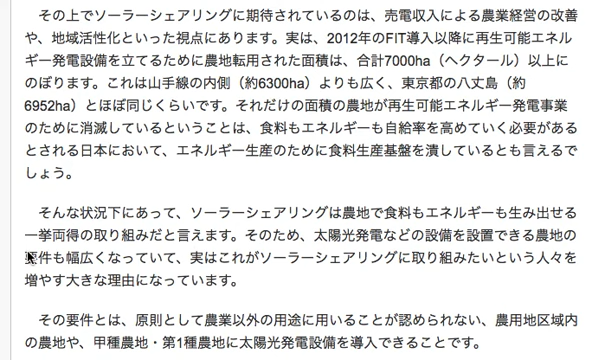 その上でソーラーシェアリングに期待されているのは、売電収入による農業経営の改善
や、地域活性化といった視点にあります。実は、2012年のFIT導入以降に再生可能エネル
ギー発電設備を立てるために農地転用された面積は、合計7000ha（ヘクタール）以上に
のぼります。これは山手線の内側（約6300ha）よりも広く、東京都の八丈島（約
6952ha）とほぼ同じくらいです。それだけの面積の農地が再生可能エネルギー発電事業
のために消滅しているということは、食料もエネルギーも自給率を高めていく必要がある
とされる日本において、エネルギー生産のために食料生産基盤を潰しているとも言えるで
しょう。
そんな状況下にあって、ソーラーシェアリングは農地で食料もエネルギーも生み出せる
一挙両得の取り組みだと言えます。そのため、太陽光発電などの設備を設置できる農地の
要件も幅広くなっていて、実はこれがソーラーシェアリングに取り組みたいという人々を
増やす大きな理由になっています。
その要件とは、原則として農業以外の用途に用いることが認められない、農用地区域内
の農地や、甲種農地・第1種農地に太陽光発電設備を導入できることです。